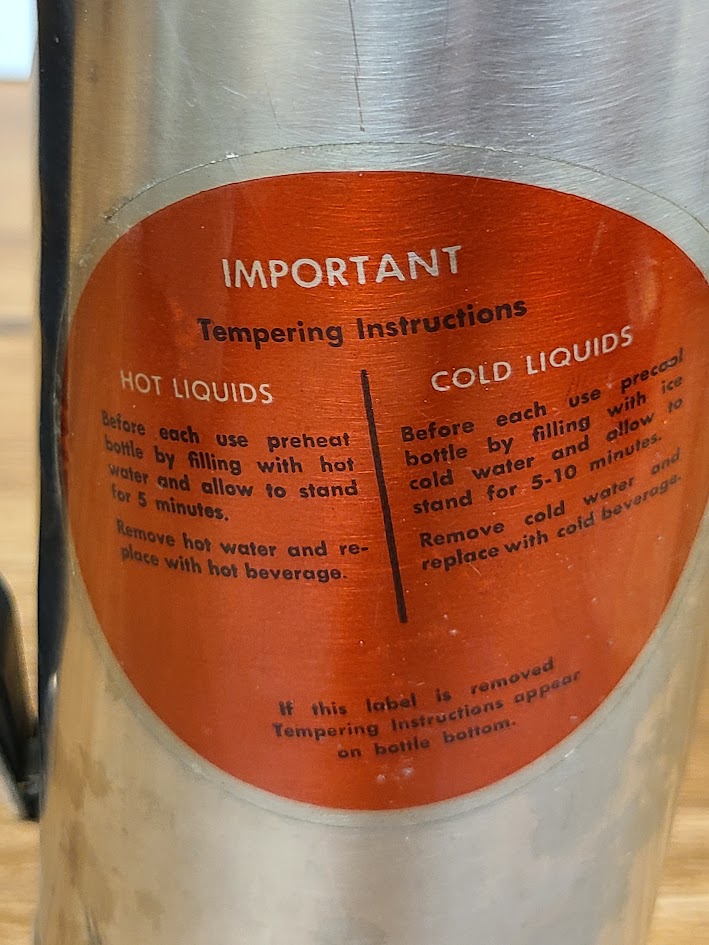 IMPORTANT
Tempering Instructions
HOT LIQUIDS
Before each use preheat
bottle by filling with hot
water and allow to stand
for 5 minutes.
Remove hot water and re-
place with hot beverage.
COLD LIQUIDS
Before each use precool
bottle by filling with ice
cold water and allow to
stand for 5-10 minutes.
Remove cold water and
replace with cold beverage.
If this label is removed
Tempering Instructions appear
on bottle bottom.